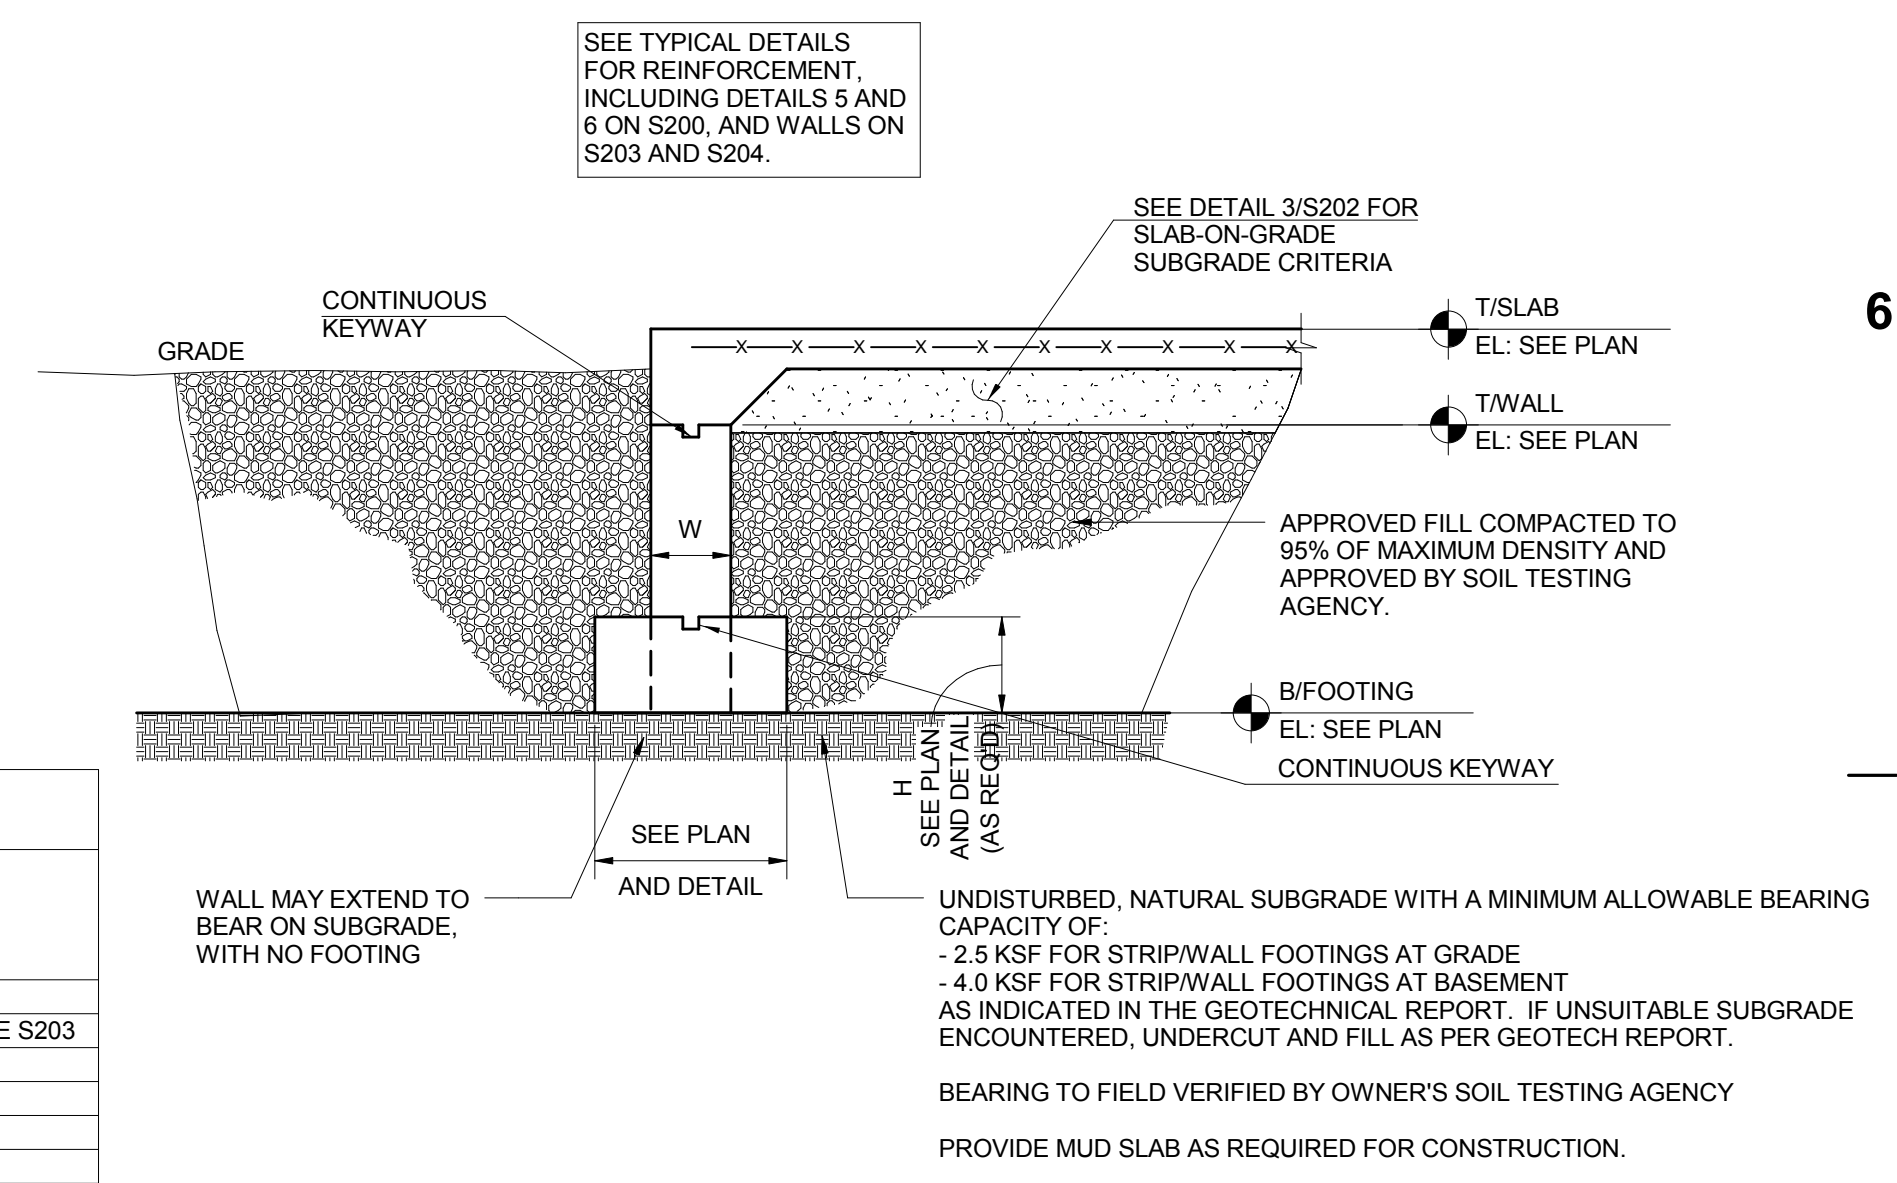 SEE TYPICAL DETAILS
FOR REINFORCEMENT,
INCLUDING DETAILS 5 AND
6 ON S200, AND WALLS ON
S203 AND S204.
SEE DETAIL 3/S202 FOR
SLAB-ON-GRADE
SUBGRADE CRITERIA
CONTINUOUS
KEYWAY
GRADE
T/SLAB
EL: SEE PLAN
6
X X X X X X X X X X
T/WALL
EL: SEE PLAN
W
APPROVED FILL COMPACTED TO
95% OF MAXIMUM DENSITY AND
APPROVED BY SOIL TESTING
AGENCY.
B/FOOTING
EL: SEE PLAN
CONTINUOUS KEYWAY
H
SEE PLAN
AND DETAIL
(AS REQ'D)
SEE PLAN
AND DETAIL
WALL MAY EXTEND TO
BEAR ON SUBGRADE,
WITH NO FOOTING
UNDISTURBED, NATURAL SUBGRADE WITH A MINIMUM ALLOWABLE BEARING
CAPACITY OF:
- 2.5 KSF FOR STRIP/WALL FOOTINGS AT GRADE
- 4.0 KSF FOR STRIP/WALL FOOTINGS AT BASEMENT
AS INDICATED IN THE GEOTECHNICAL REPORT.  IF UNSUITABLE SUBGRADE
ENCOUNTERED, UNDERCUT AND FILL AS PER GEOTECH REPORT.
BEARING TO FIELD VERIFIED BY OWNER'S SOIL TESTING AGENCY
PROVIDE MUD SLAB AS REQUIRED FOR CONSTRUCTION.
E S203